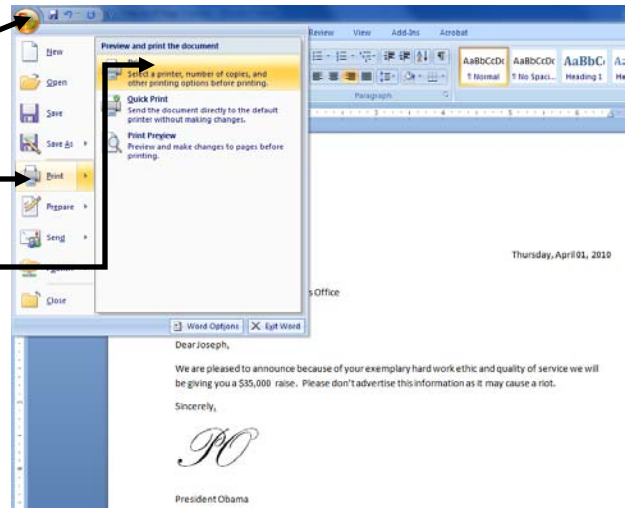 Review View Add-Ins Acrobat
New
Open
Save
Save As
Print
Prepare
Send
Close
Preview and print the document
Select a printer, number of copies, and
other printing options before printing.
Quick Print
Send the document directly to the default
printer without making changes.
Print Preview
Preview and make changes to pages before
printing.
Word Options Exit Word
AaBbCcDc AaBbCcDc AaBbC
¶ Normal ¶ No Spaci... Heading 1
Paragraph
Thursday, April 01, 2010
s Office
Dear Joseph,
We are pleased to announce because of your exemplary hard work ethic and quality of service we will
be giving you a $35,000 raise. Please don't advertise this information as it may cause a riot.
Sincerely,
PO
President Obama